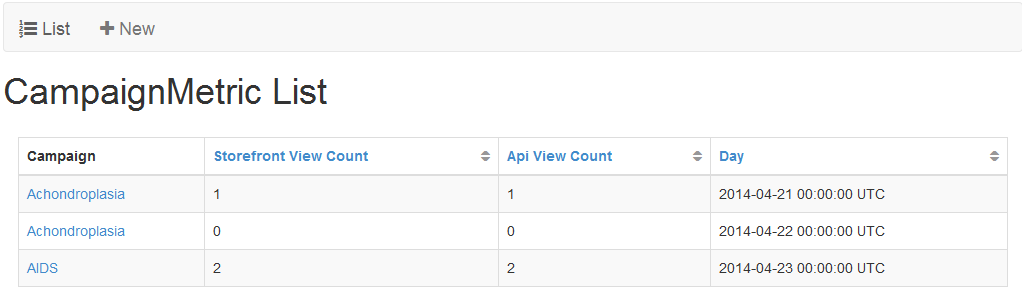 List New
CampaignMetric List
Campaign Storefront View Count Api View Count Day
Achondroplasia 1 1 2014-04-21 00:00:00 UTC
Achondroplasia 0 0 2014-04-22 00:00:00 UTC
AIDS 2 2 2014-04-23 00:00:00 UTC